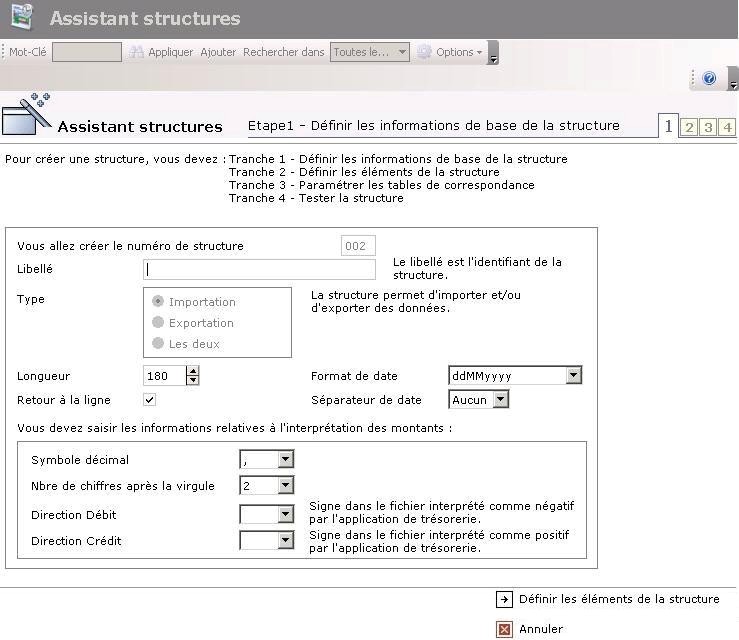 Assistant structures
Mot-Clé Appliquer Ajouter Rechercher dans Toutes le... Options
?
Assistant structures Etape1 - Définir les informations de base de la structure 1 2 3 4
Pour créer une structure, vous devez : Tranche 1 - Définir les informations de base de la structure
Tranche 2 - Définir les éléments de la structure
Tranche 3 - Paramétrer les tables de correspondance
Tranche 4 - Tester la structure
Vous allez créer le numéro de structure 002
Libellé Le libellé est l'identifiant de la
structure.
Type La structure permet d'importer et/ou
d'exporter des données.
Importation
Exportation
Les deux
Longueur 180 Format de date ddMMyyyy
Retour à la ligne Séparateur de date Aucun
Vous devez saisir les informations relatives à l'interprétation des montants :
Symbole décimal ,
Nbre de chiffres après la virgule 2
Direction Débit Signe dans le fichier interprété comme négatif
par l'application de trésorerie.
Direction Crédit Signe dans le fichier interprété comme positif
par l'application de trésorerie.
Définir les éléments de la structure
Annuler